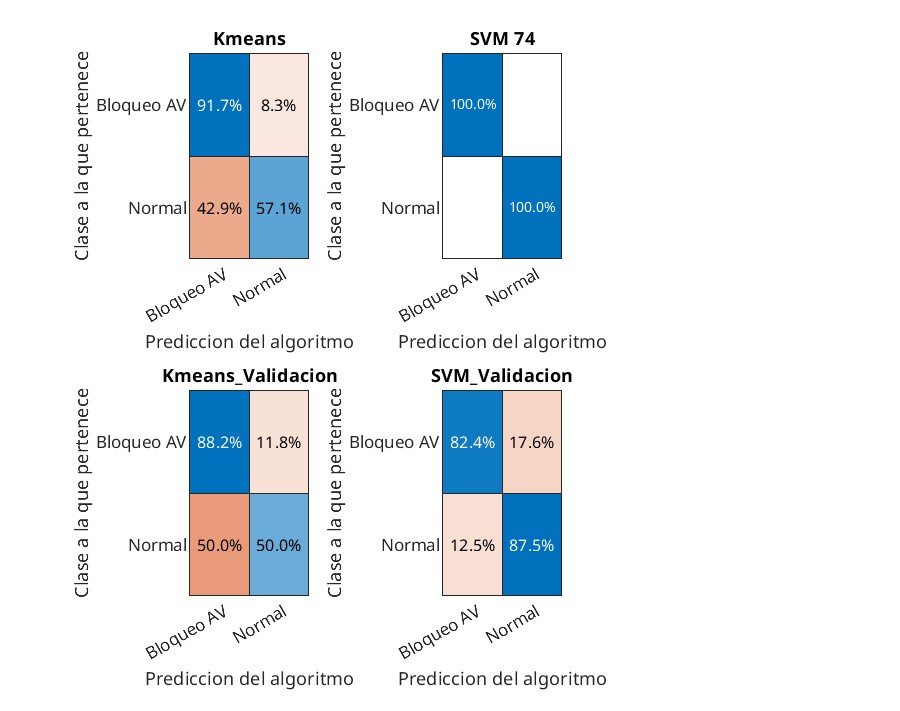 Kmeans
Clase a la que pertenece
Bloqueo AV
91.7%
8.3%
Normal
42.9%
57.1%
Bloqueo AV
Normal
Prediccion del algoritmo
SVM 74
Clase a la que pertenece
Bloqueo AV
100.0%
Normal
100.0%
Bloqueo AV
Normal
Prediccion del algoritmo
Kmeans_Validacion
Clase a la que pertenece
Bloqueo AV
88.2%
11.8%
Normal
50.0%
50.0%
Bloqueo AV
Normal
Prediccion del algoritmo
SVM_Validacion
Clase a la que pertenece
Bloqueo AV
82.4%
17.6%
Normal
12.5%
87.5%
Bloqueo AV
Normal
Prediccion del algoritmo